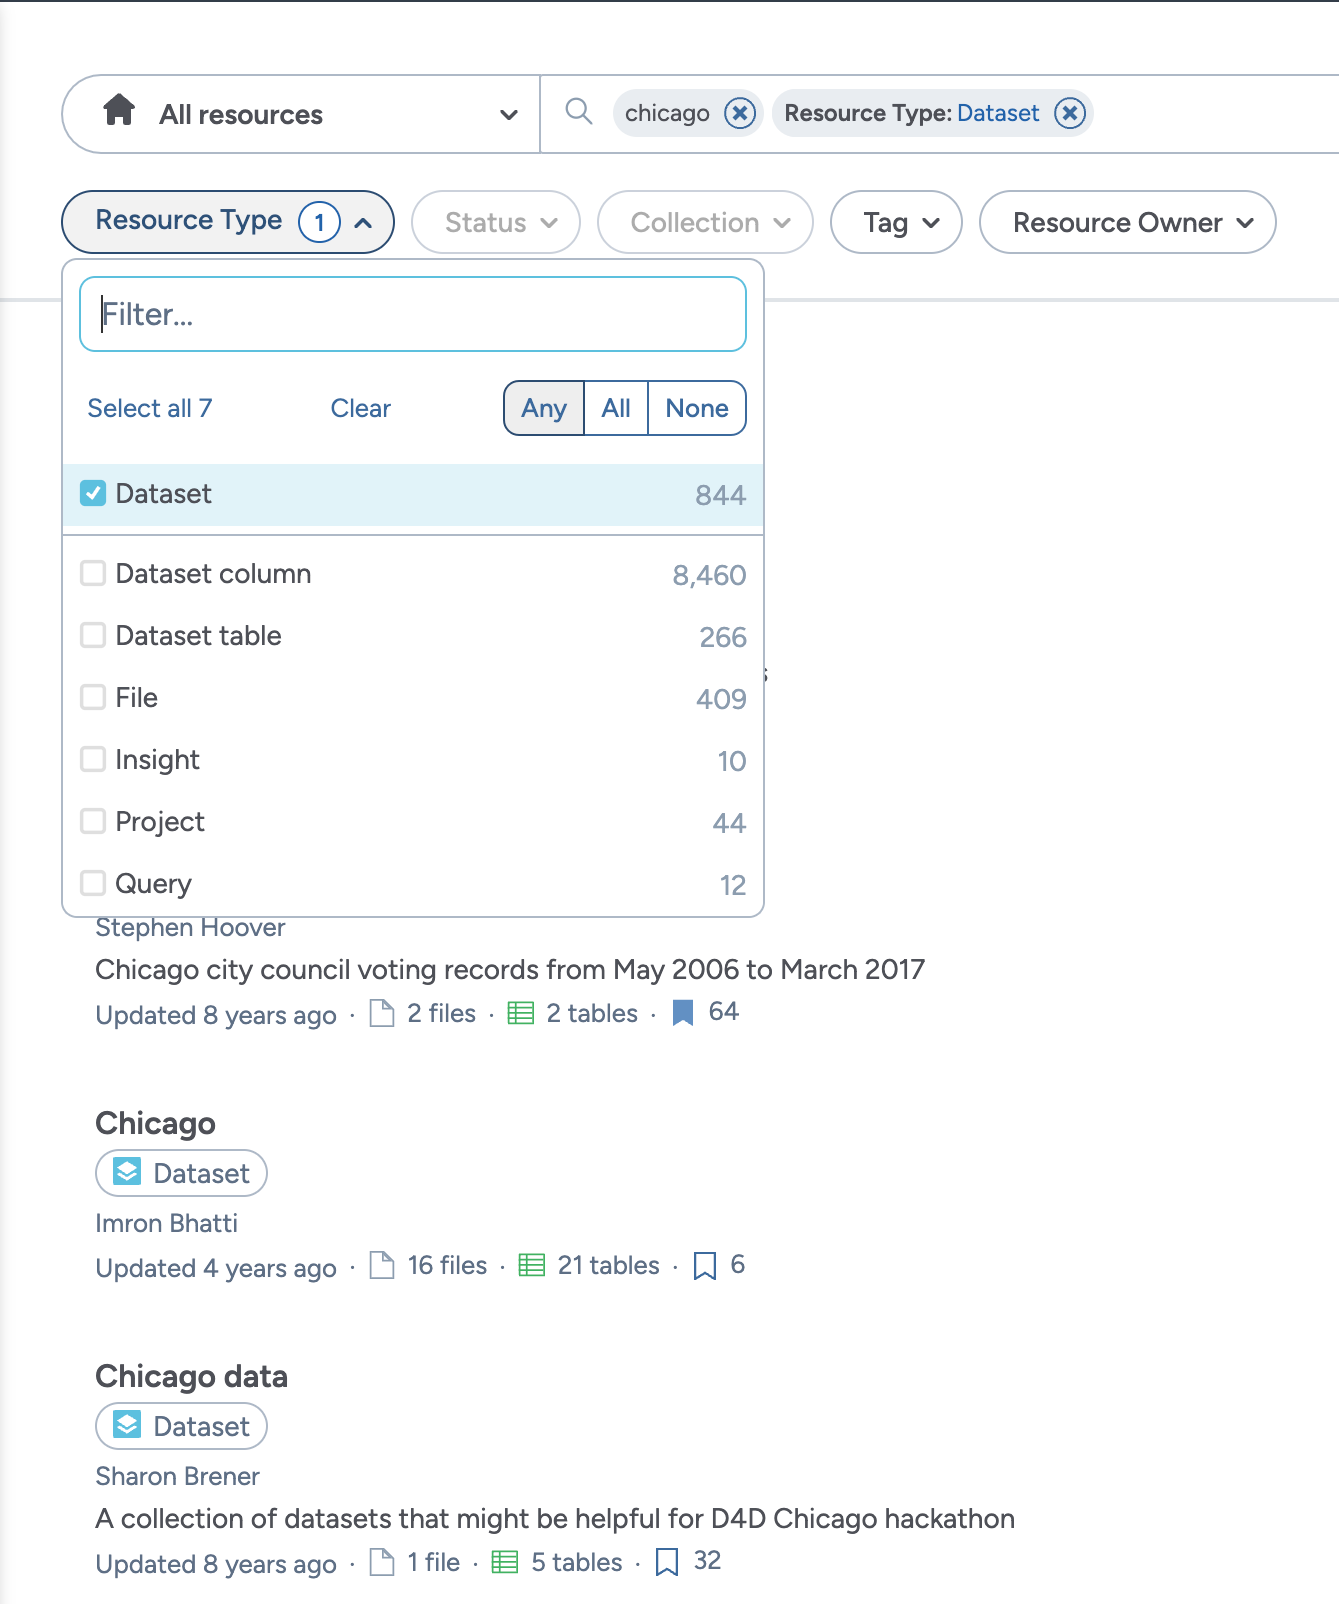 All resources
chicago
Resource Type: Dataset
Resource Type 1
Status
Collection
Tag
Resource Owner
Filter...
Select all 7
Clear
Any
All
None
Dataset 844
Dataset column 8,460
Dataset table 266
File 409
Insight 10
Project 44
Query 12
Stephen Hoover
Chicago city council voting records from May 2006 to March 2017
Updated 8 years ago · 2 files · 2 tables · 64
Chicago
Dataset
Imron Bhatti
Updated 4 years ago · 16 files · 21 tables · 6
Chicago data
Dataset
Sharon Brener
A collection of datasets that might be helpful for D4D Chicago hackathon
Updated 8 years ago · 1 file · 5 tables · 32